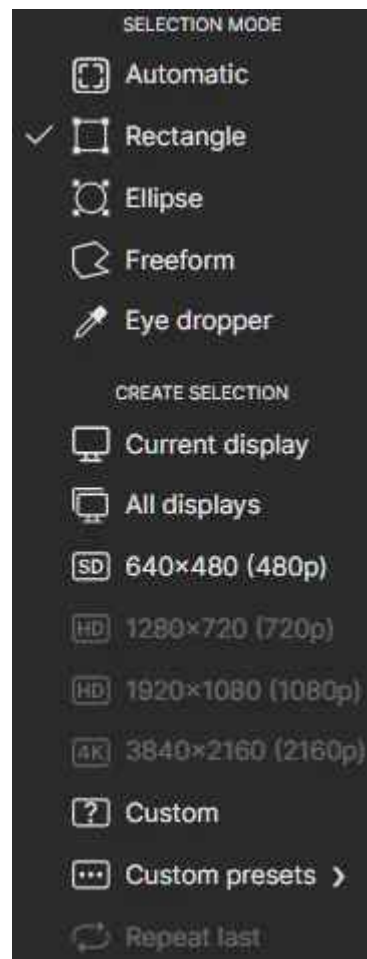 SELECTION MODE
Automatic
Rectangle
Ellipse
Freeform
Eye dropper
CREATE SELECTION
Current display
All displays
SD 640×480 (480p)
HD 1280×720 (720p)
HD 1920×1080 (1080p)
4K 3840×2160 (2160p)
? Custom
Custom presets
Repeat last